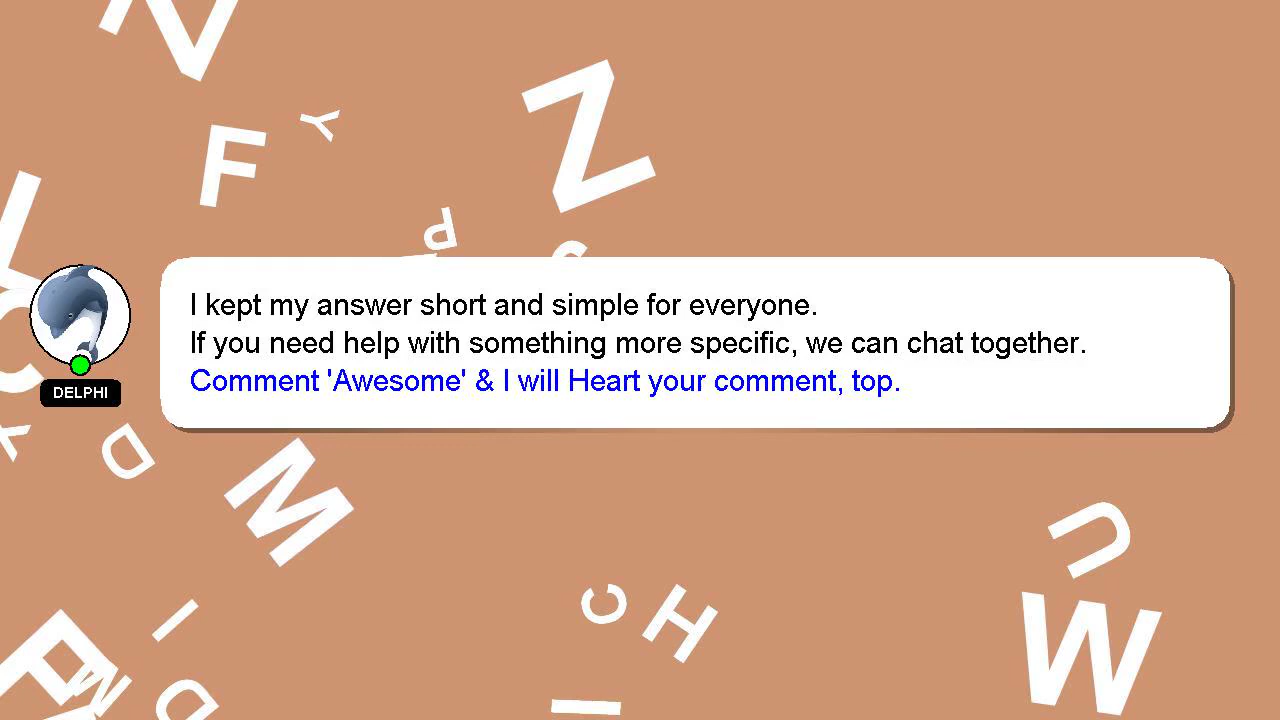 N
Z
Y
F
P
S
I kept my answer short and simple for everyone.
If you need help with something more specific, we can chat together.
Comment 'Awesome' & I will Heart your comment, top.
DELPHI
D
M
U
I
C
H
W
M
D
I